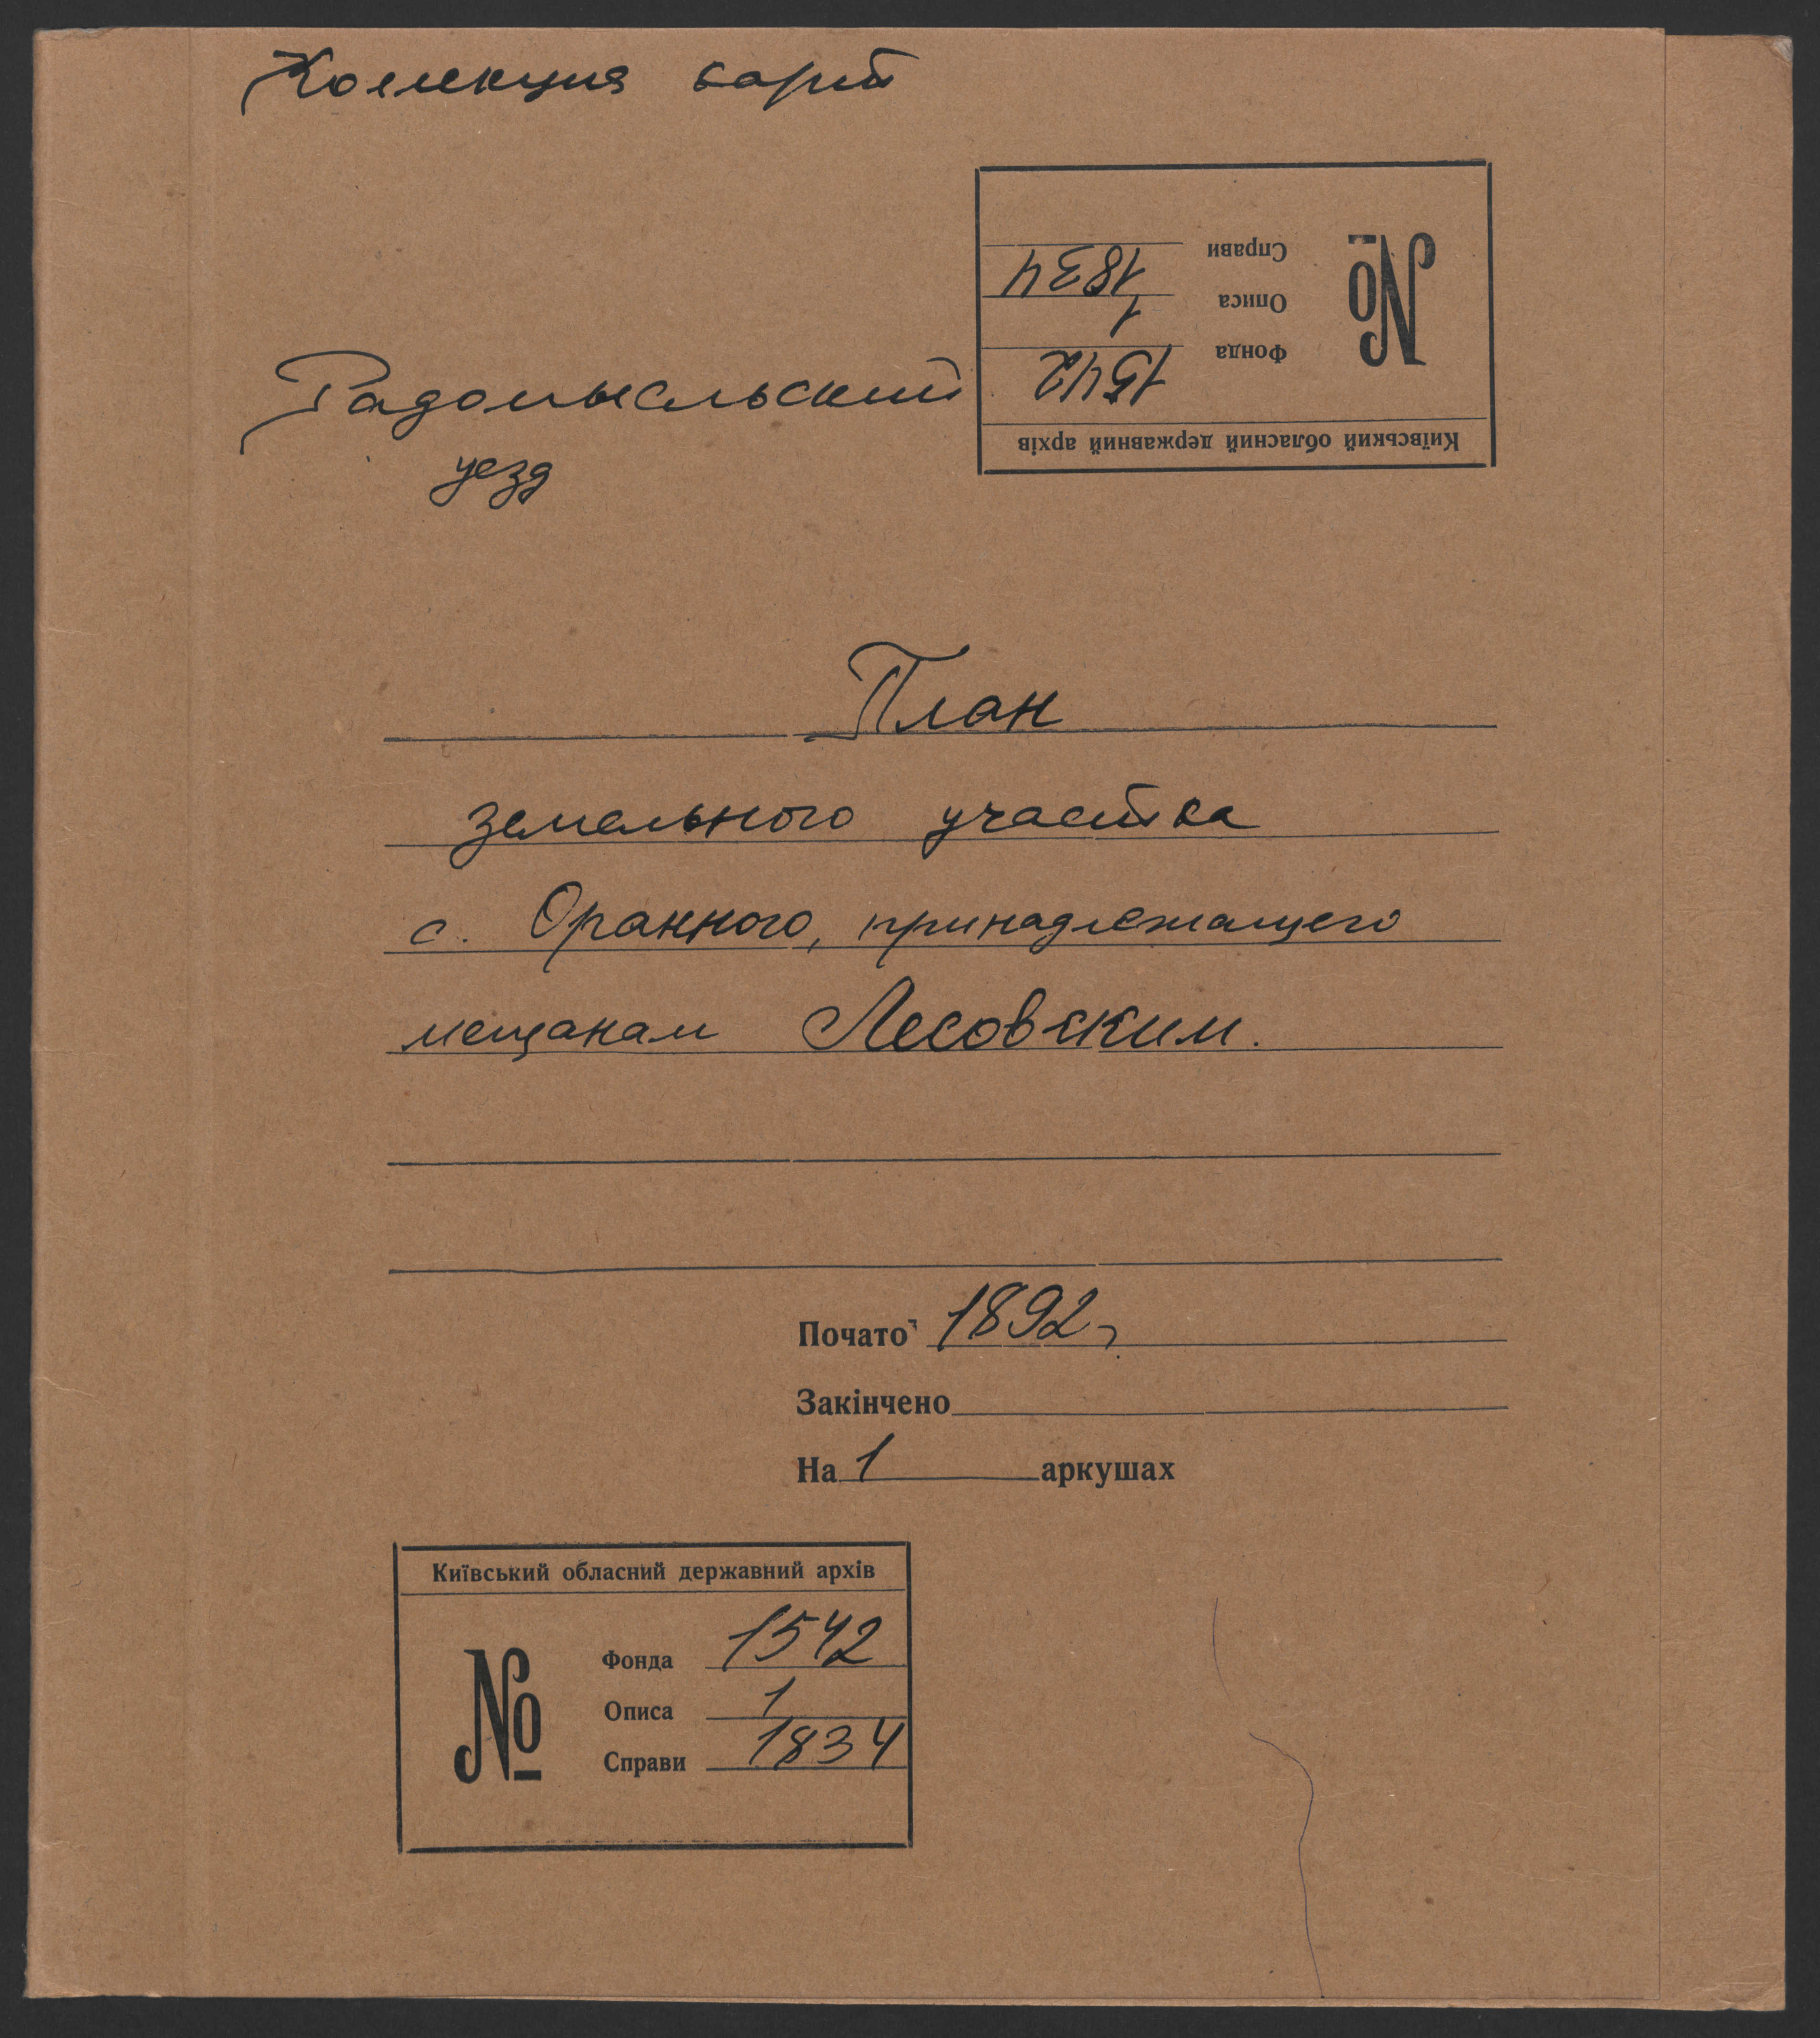 Коллекция карт
Справи 1834
Описа 1
Фонда 1542
№
Київський обласний державний архів
Радомысльский
уезд
План
земельного участка
с. Оранного, принадлежащего
мещанам Лесовским.
Почато 1892 г.
Закінчено
На 1 аркушах
Київський обласний державний архів
№
Фонда 1542
Описа 1
Справи 1834